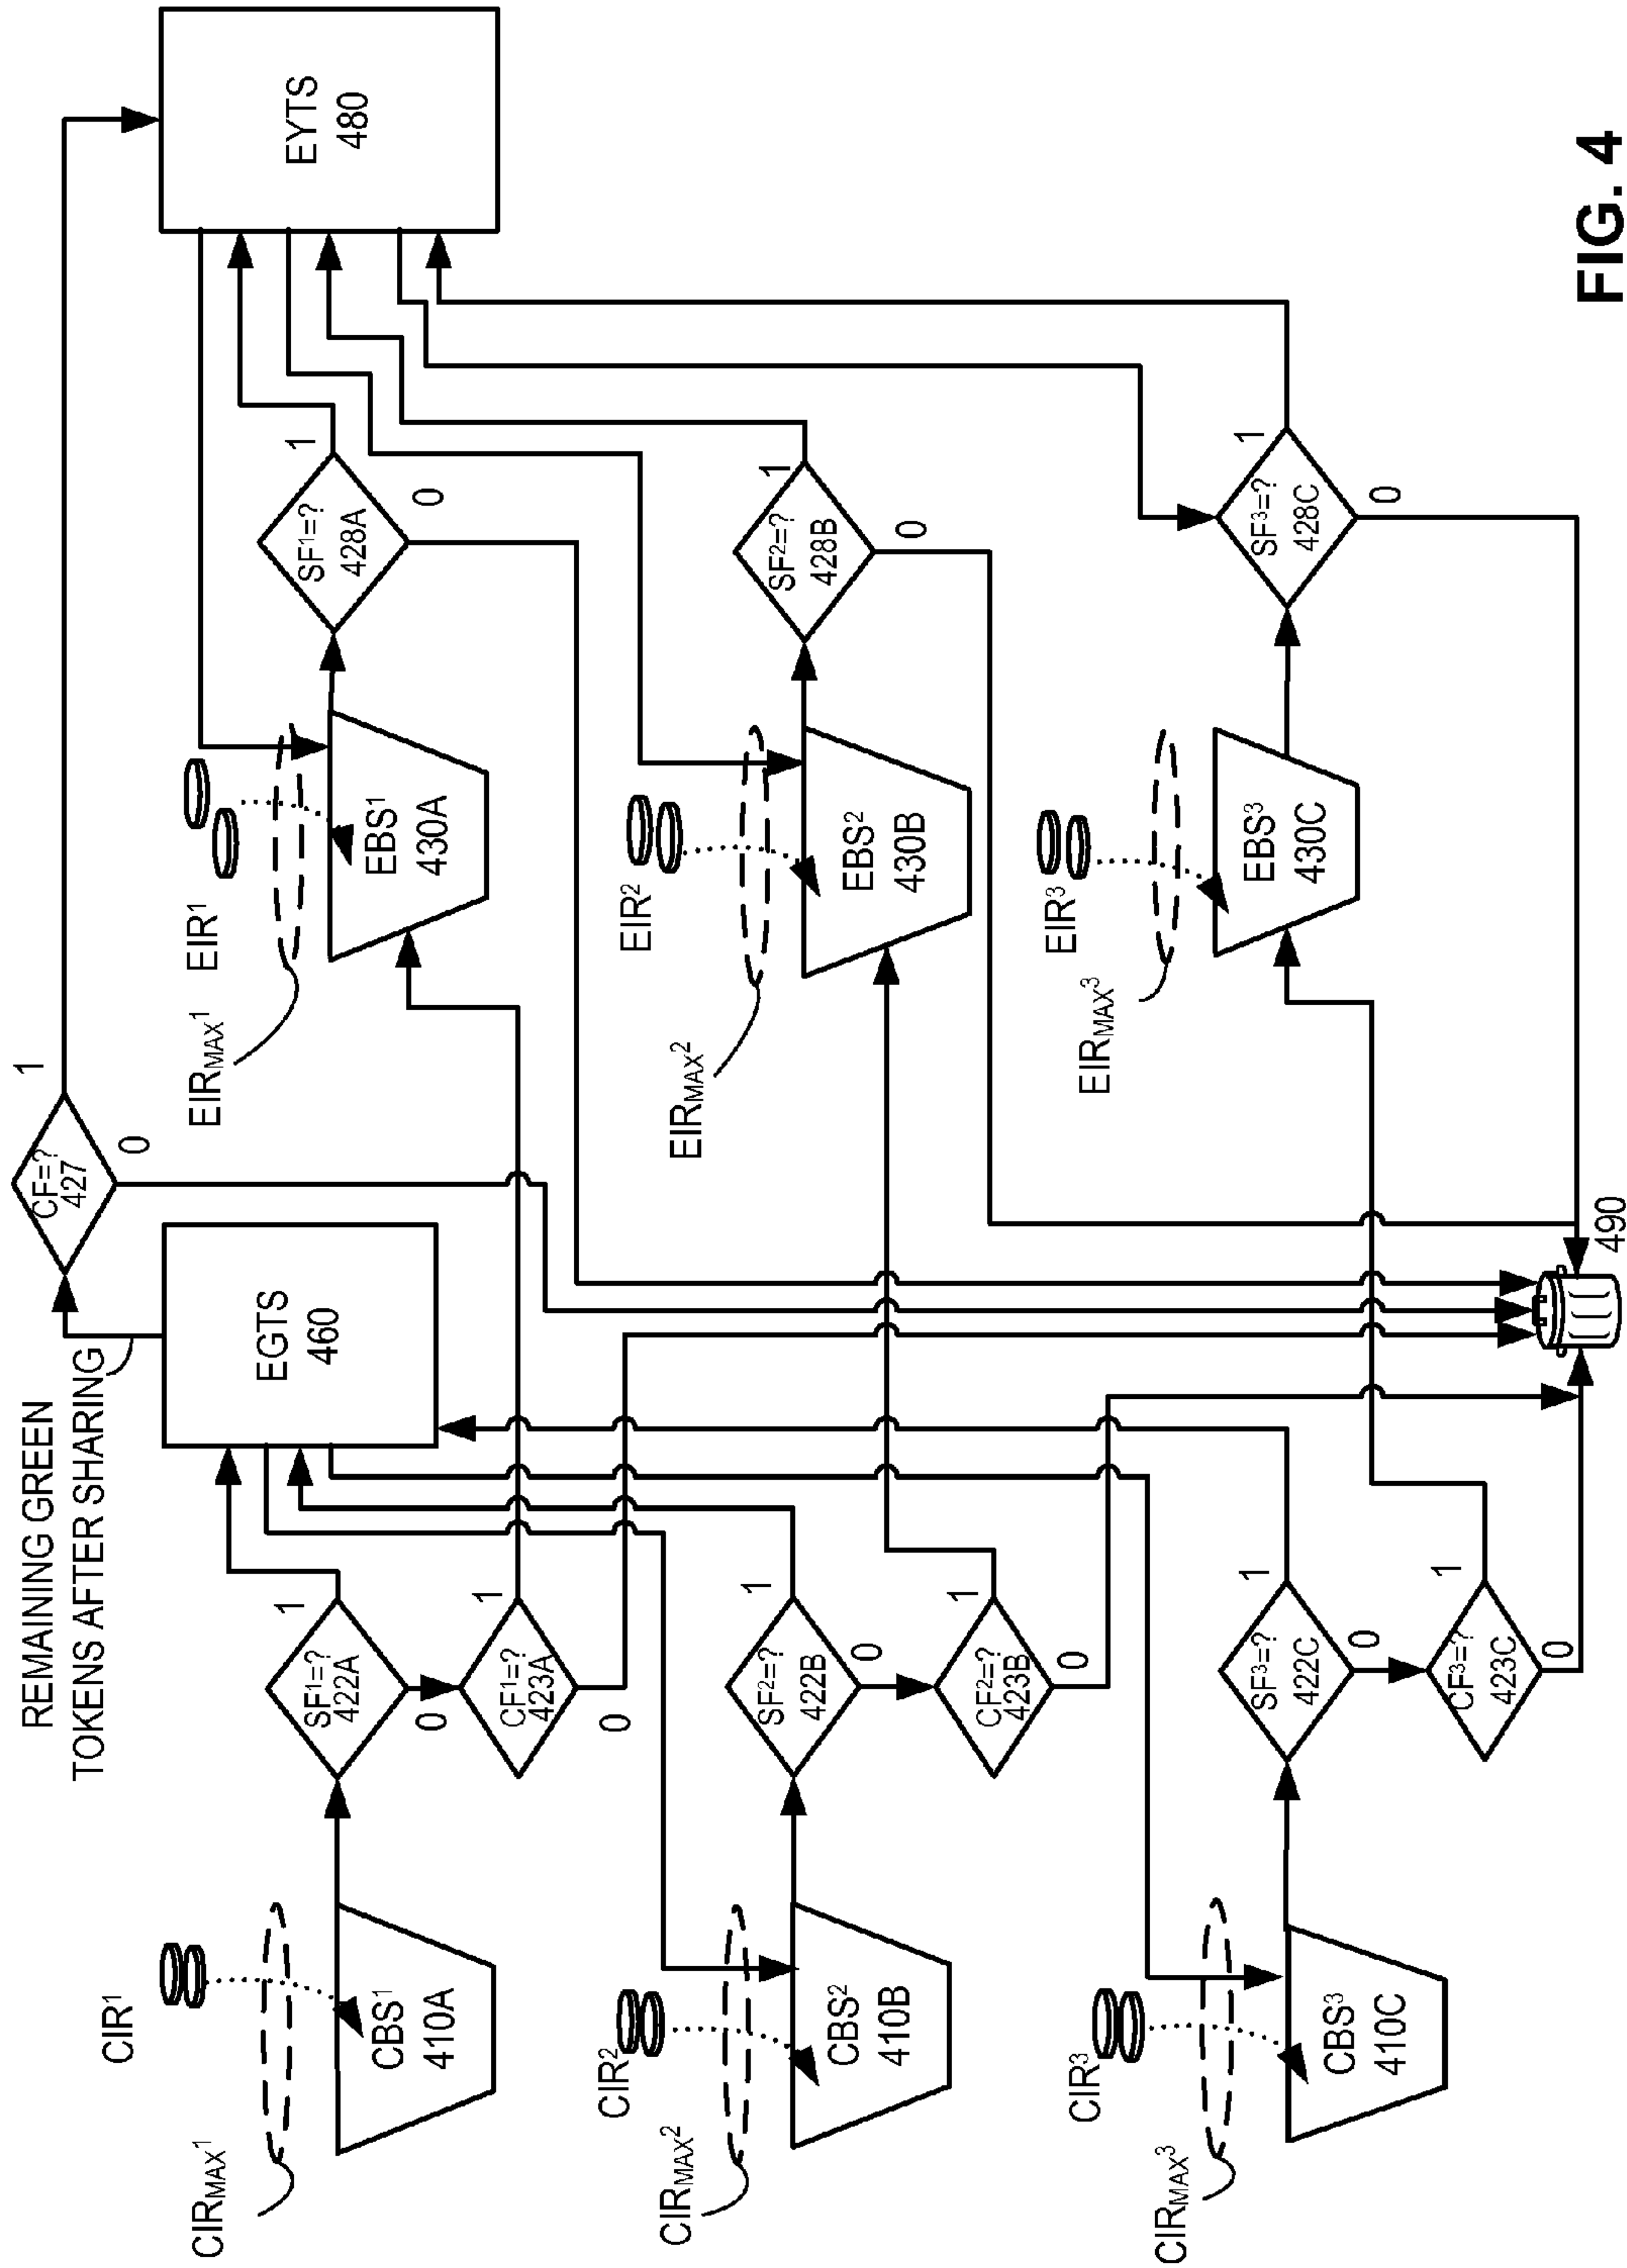 REMAINING GREEN
TOKENS AFTER SHARING
CF=?
427
1
0
EGTS
460
EYTS
480
CIR¹
CIRMAX¹
CBS¹
410A
SF¹=?
422A
1
0
CF¹=?
423A
1
0
EIR¹
EIRMAX¹
EBS¹
430A
SF¹=?
428A
1
0
CIR²
CIRMAX²
CBS²
410B
SF²=?
422B
1
0
CF²=?
423B
1
0
EIR²
EIRMAX²
EBS²
430B
SF²=?
428B
1
0
CIR³
CIRMAX³
CBS³
410C
SF³=?
422C
1
0
CF³=?
423C
1
0
EIR³
EIRMAX³
EBS³
430C
SF³=?
428C
1
0
490
FIG. 4